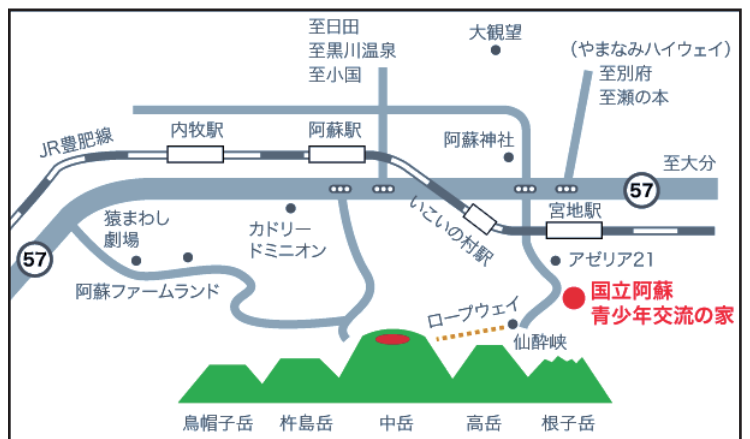 至日田
至黒川温泉
至小国
大観望
(やまなみハイウェイ)
至別府
至瀬の本
JR豊肥線
内牧駅
阿蘇駅
阿蘇神社
至大分
57
猿まわし
劇場
カドリー
ドミニオン
いこいの村駅
宮地駅
57
阿蘇ファームランド
アゼリア21
国立阿蘇
青少年交流の家
ロープウェイ
仙酔峡
烏帽子岳
杵島岳
中岳
高岳
根子岳